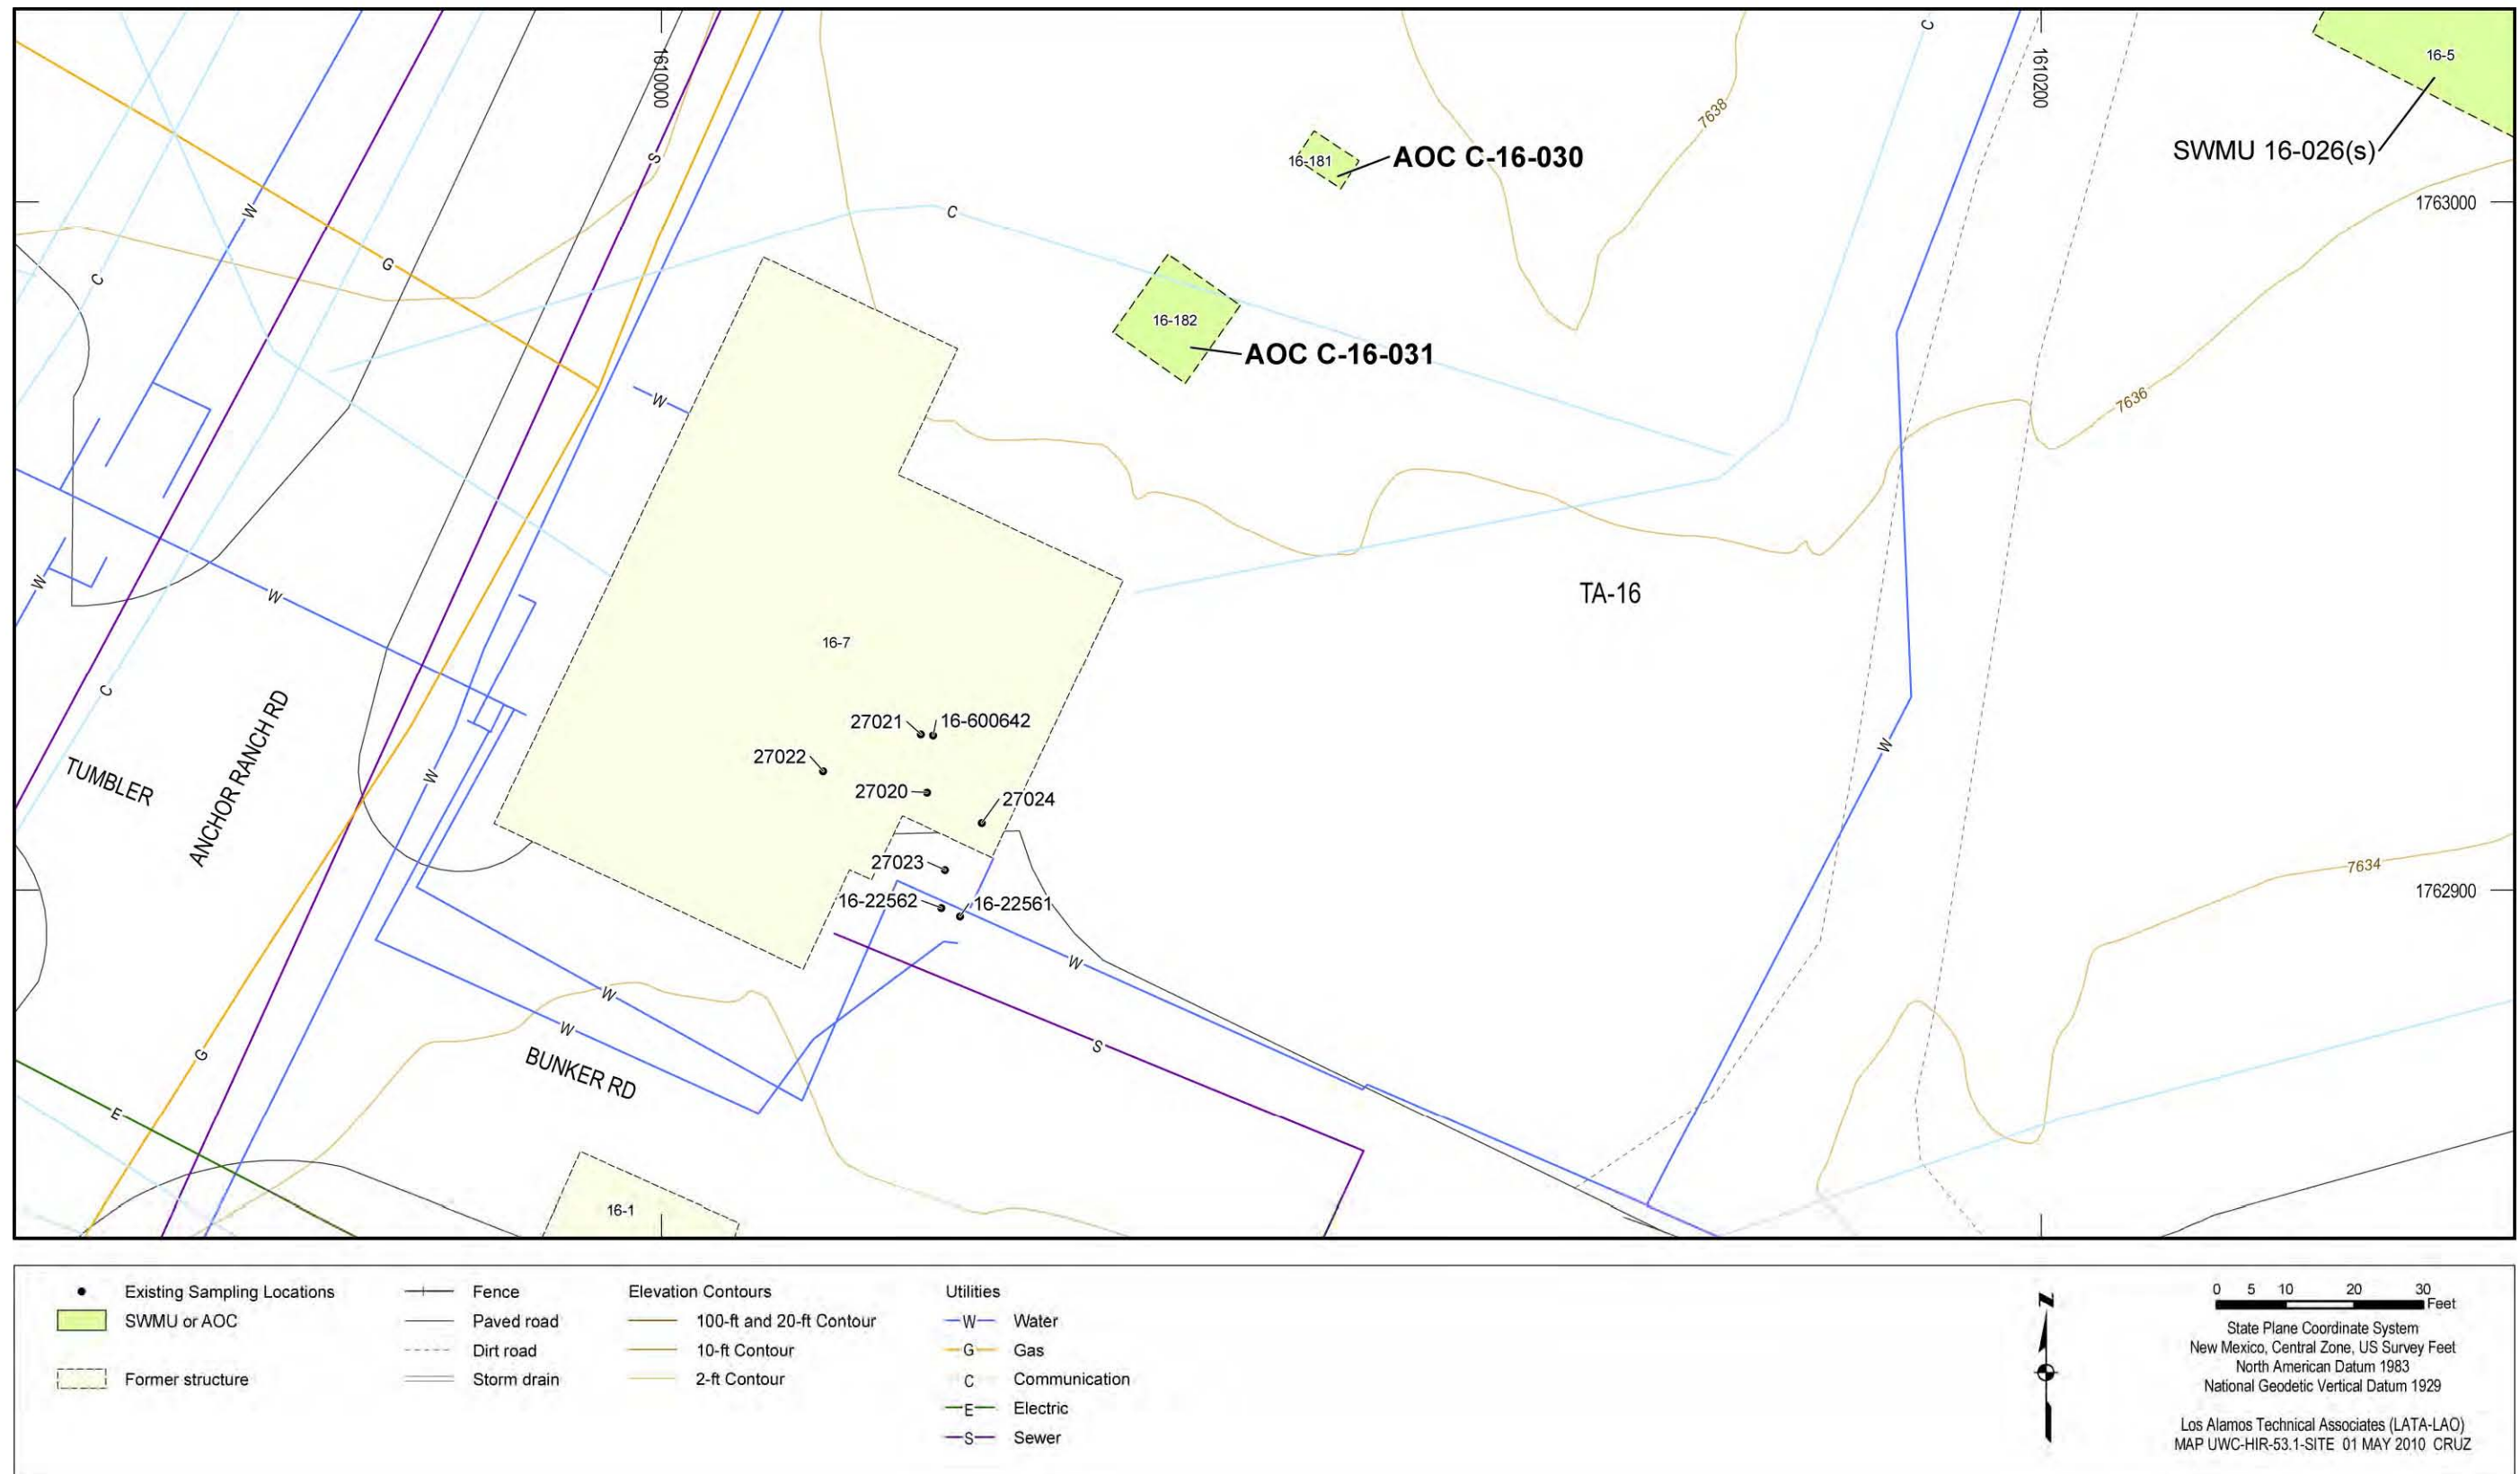 C
1610000
1610200
16-5
7638
S
16-181
AOC C-16-030
SWMU 16-026(s)
W
C
1763000
G
C
16-182
AOC C-16-031
W
7636
W
W
TA-16
16-7
C
27021
16-600642
W
27022
TUMBLER
ANCHOR RANCH RD
W
27020
27024
27023
7634
16-22562
16-22561
1762900
W
W
W
S
G
BUNKER RD
E
16-1
Existing Sampling Locations
SWMU or AOC
Former structure
Fence
Paved road
Dirt road
Storm drain
Elevation Contours
100-ft and 20-ft Contour
10-ft Contour
2-ft Contour
Utilities
W Water
G Gas
C Communication
E Electric
S Sewer
N
0 5 10 20 30
Feet
State Plane Coordinate System
New Mexico, Central Zone, US Survey Feet
North American Datum 1983
National Geodetic Vertical Datum 1929
Los Alamos Technical Associates (LATA-LAO)
MAP UWC-HIR-53.1-SITE 01 MAY 2010 CRUZ